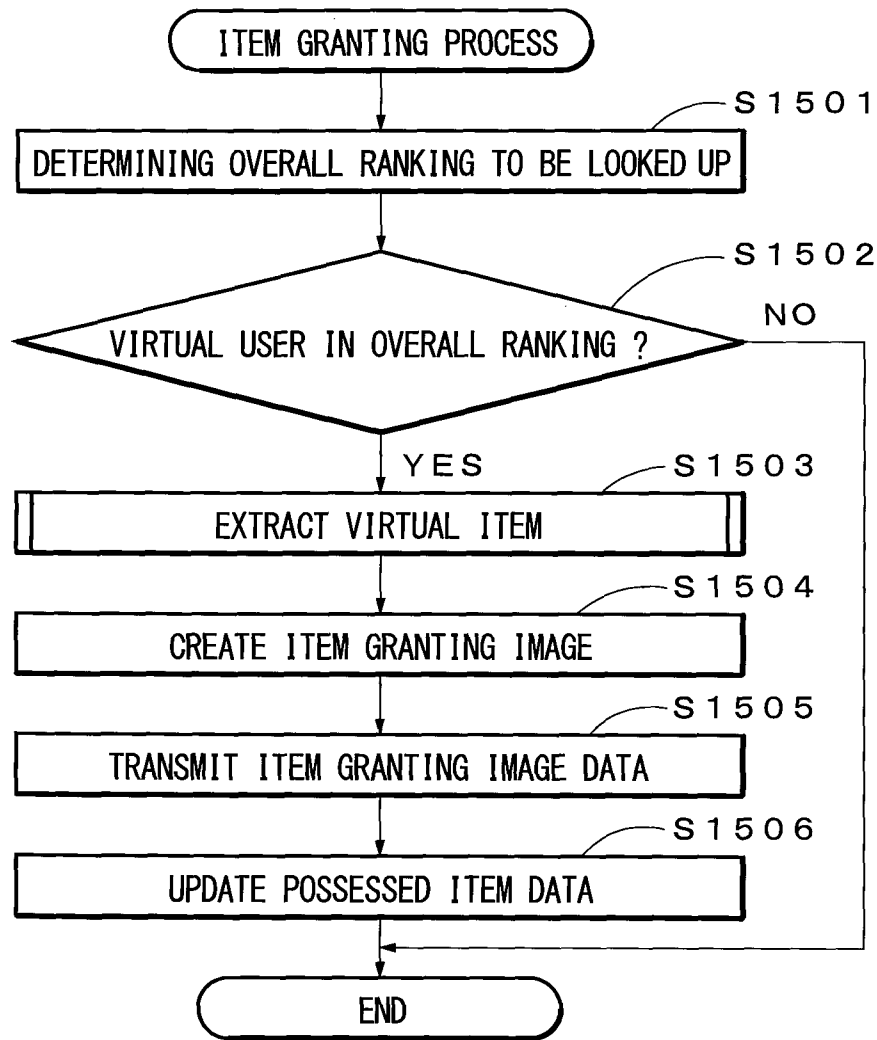 ITEM GRANTING PROCESS
S1501
DETERMINING OVERALL RANKING TO BE LOOKED UP
S1502
NO
VIRTUAL USER IN OVERALL RANKING ?
YES
S1503
EXTRACT VIRTUAL ITEM
S1504
CREATE ITEM GRANTING IMAGE
S1505
TRANSMIT ITEM GRANTING IMAGE DATA
S1506
UPDATE POSSESSED ITEM DATA
END